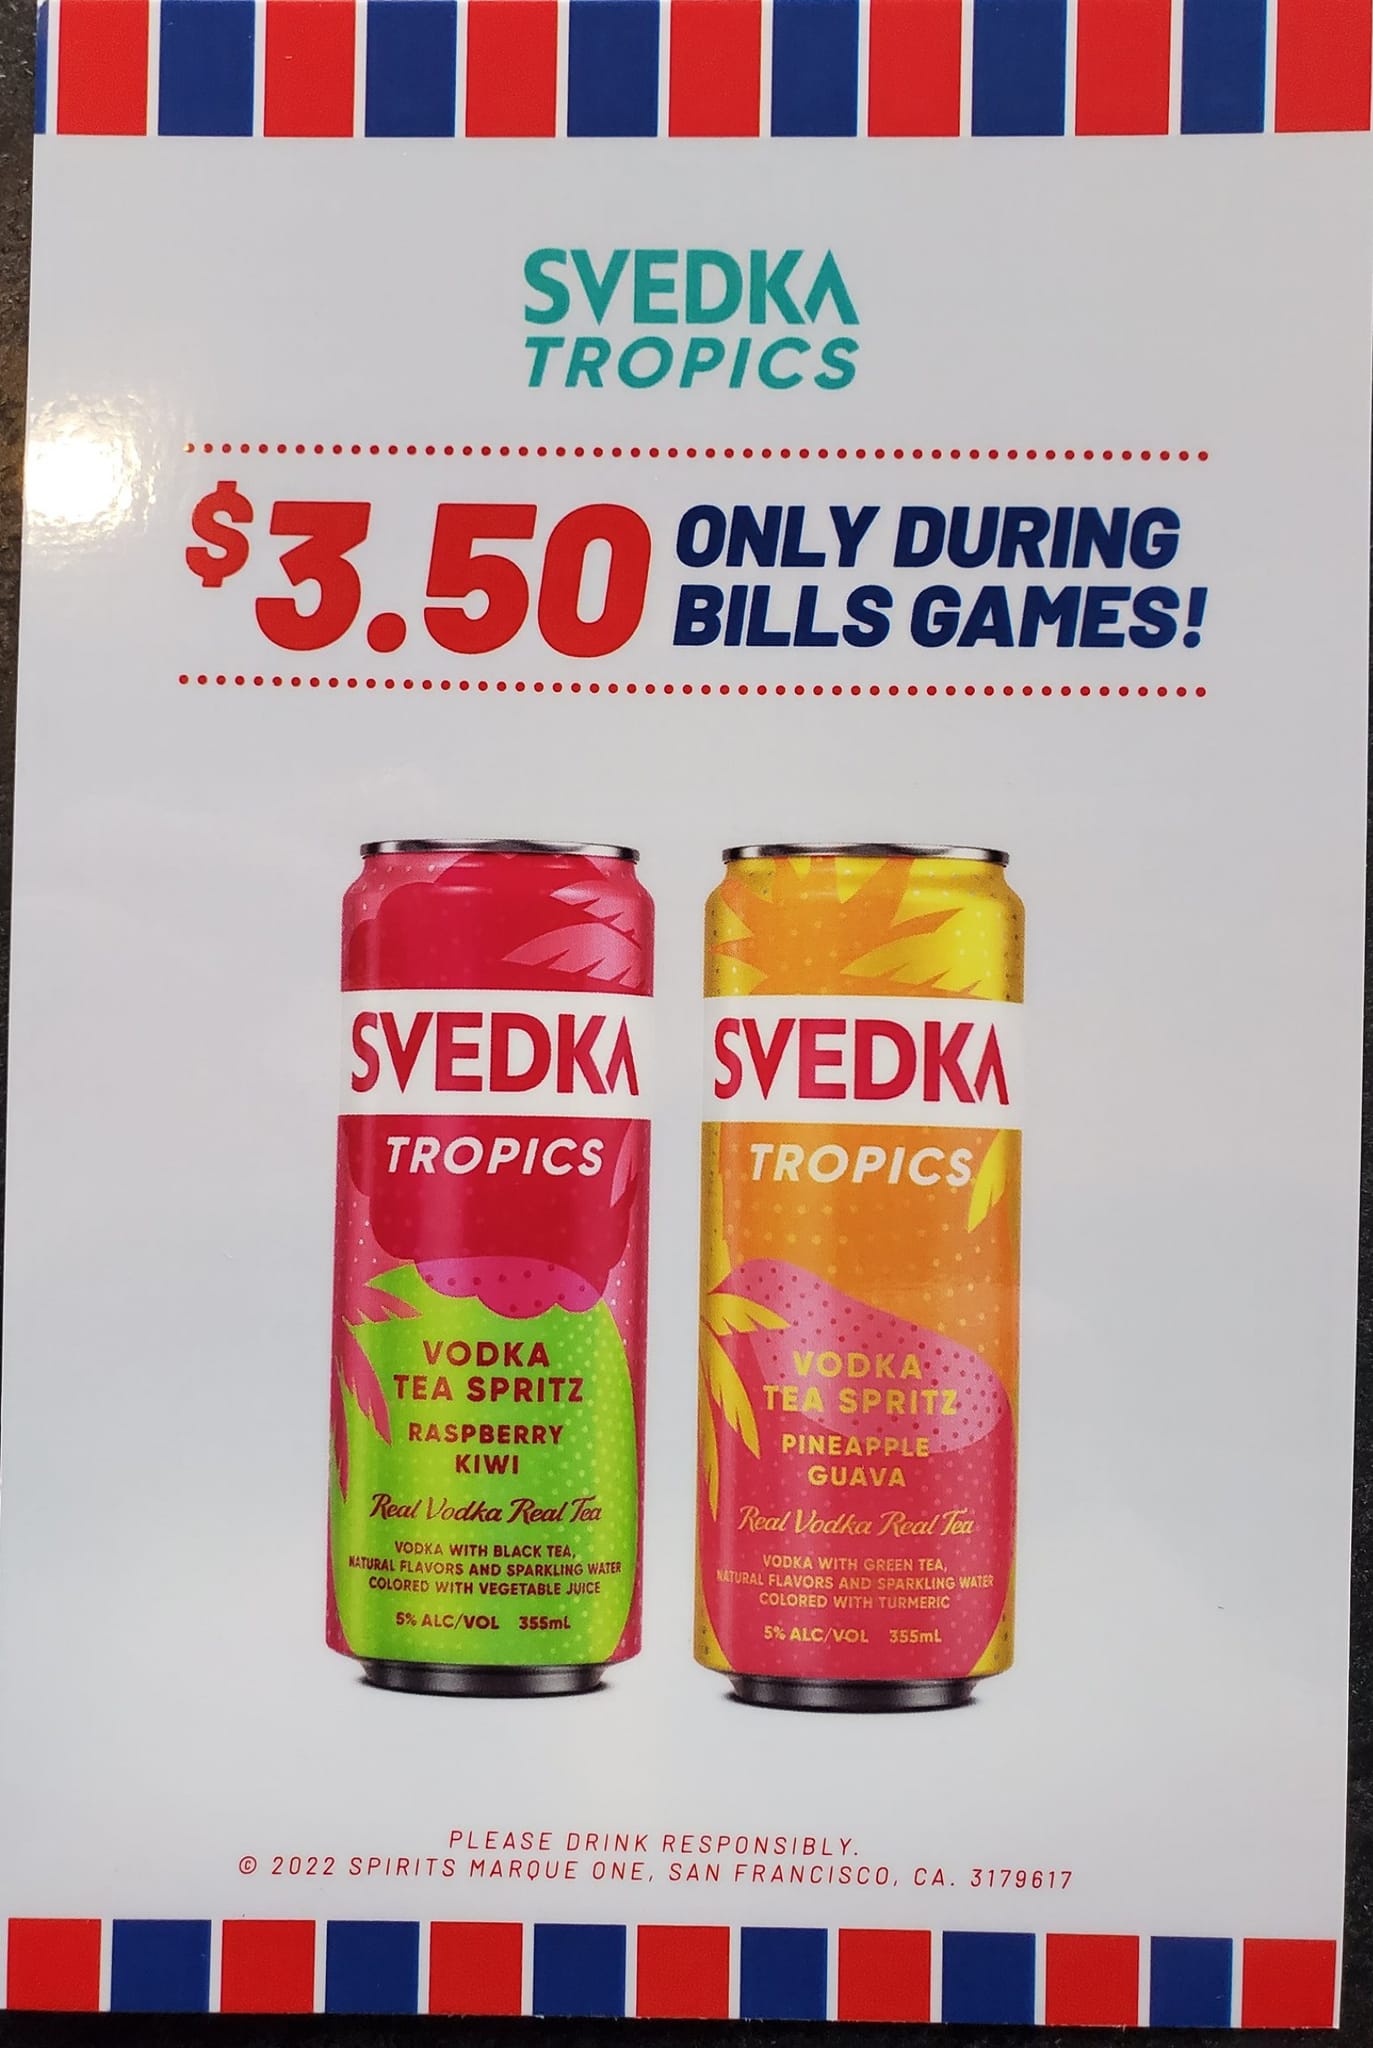 SVEDKA
TROPICS
$3.50 ONLY DURING
BILLS GAMES!
SVEDKA
TROPICS
VODKA
TEA SPRITZ
RASPBERRY
KIWI
Real Vodka Real Tea
VODKA WITH BLACK TEA,
NATURAL FLAVORS AND SPARKLING WATER
COLORED WITH VEGETABLE JUICE
5% ALC/VOL 355mL
SVEDKA
TROPICS
VODKA
TEA SPRITZ
PINEAPPLE
GUAVA
Real Vodka Real Tea
VODKA WITH GREEN TEA,
NATURAL FLAVORS AND SPARKLING WATER
COLORED WITH TURMERIC
5% ALC/VOL 355mL
PLEASE DRINK RESPONSIBLY.
© 2022 SPIRITS MARQUE ONE, SAN FRANCISCO, CA. 3179617